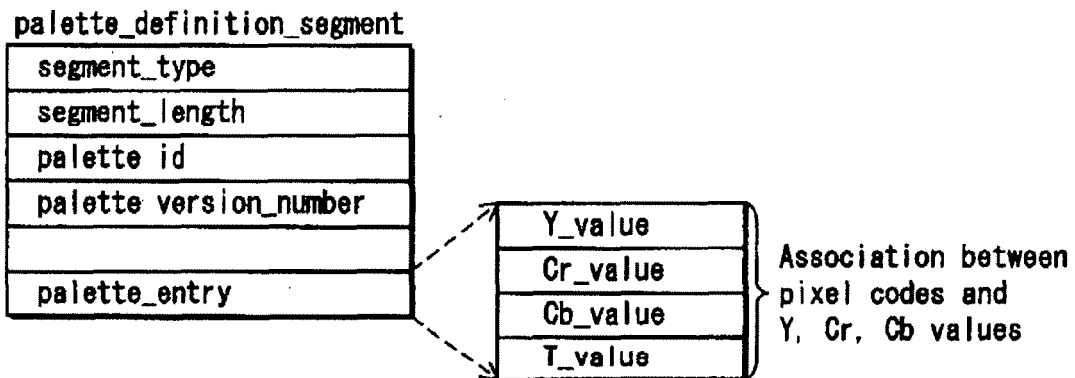 palette_definition_segment
segment_type
segment_length
palette id
palette version_number
palette_entry
Y_value
Cr_value
Cb_value
T_value
Association between
pixel codes and
Y, Cr, Cb values